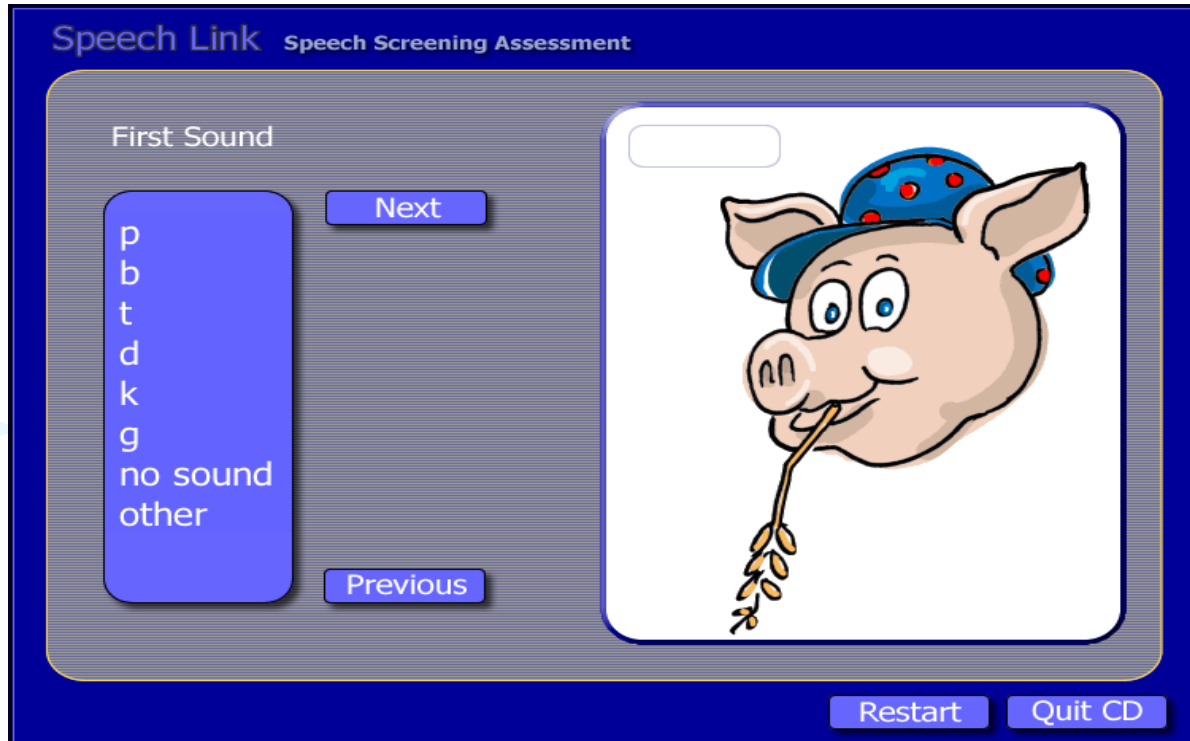 Speech Link Speech Screening Assessment
First Sound
Next
p
b
t
d
k
g
no sound
other
Previous
Restart
Quit CD